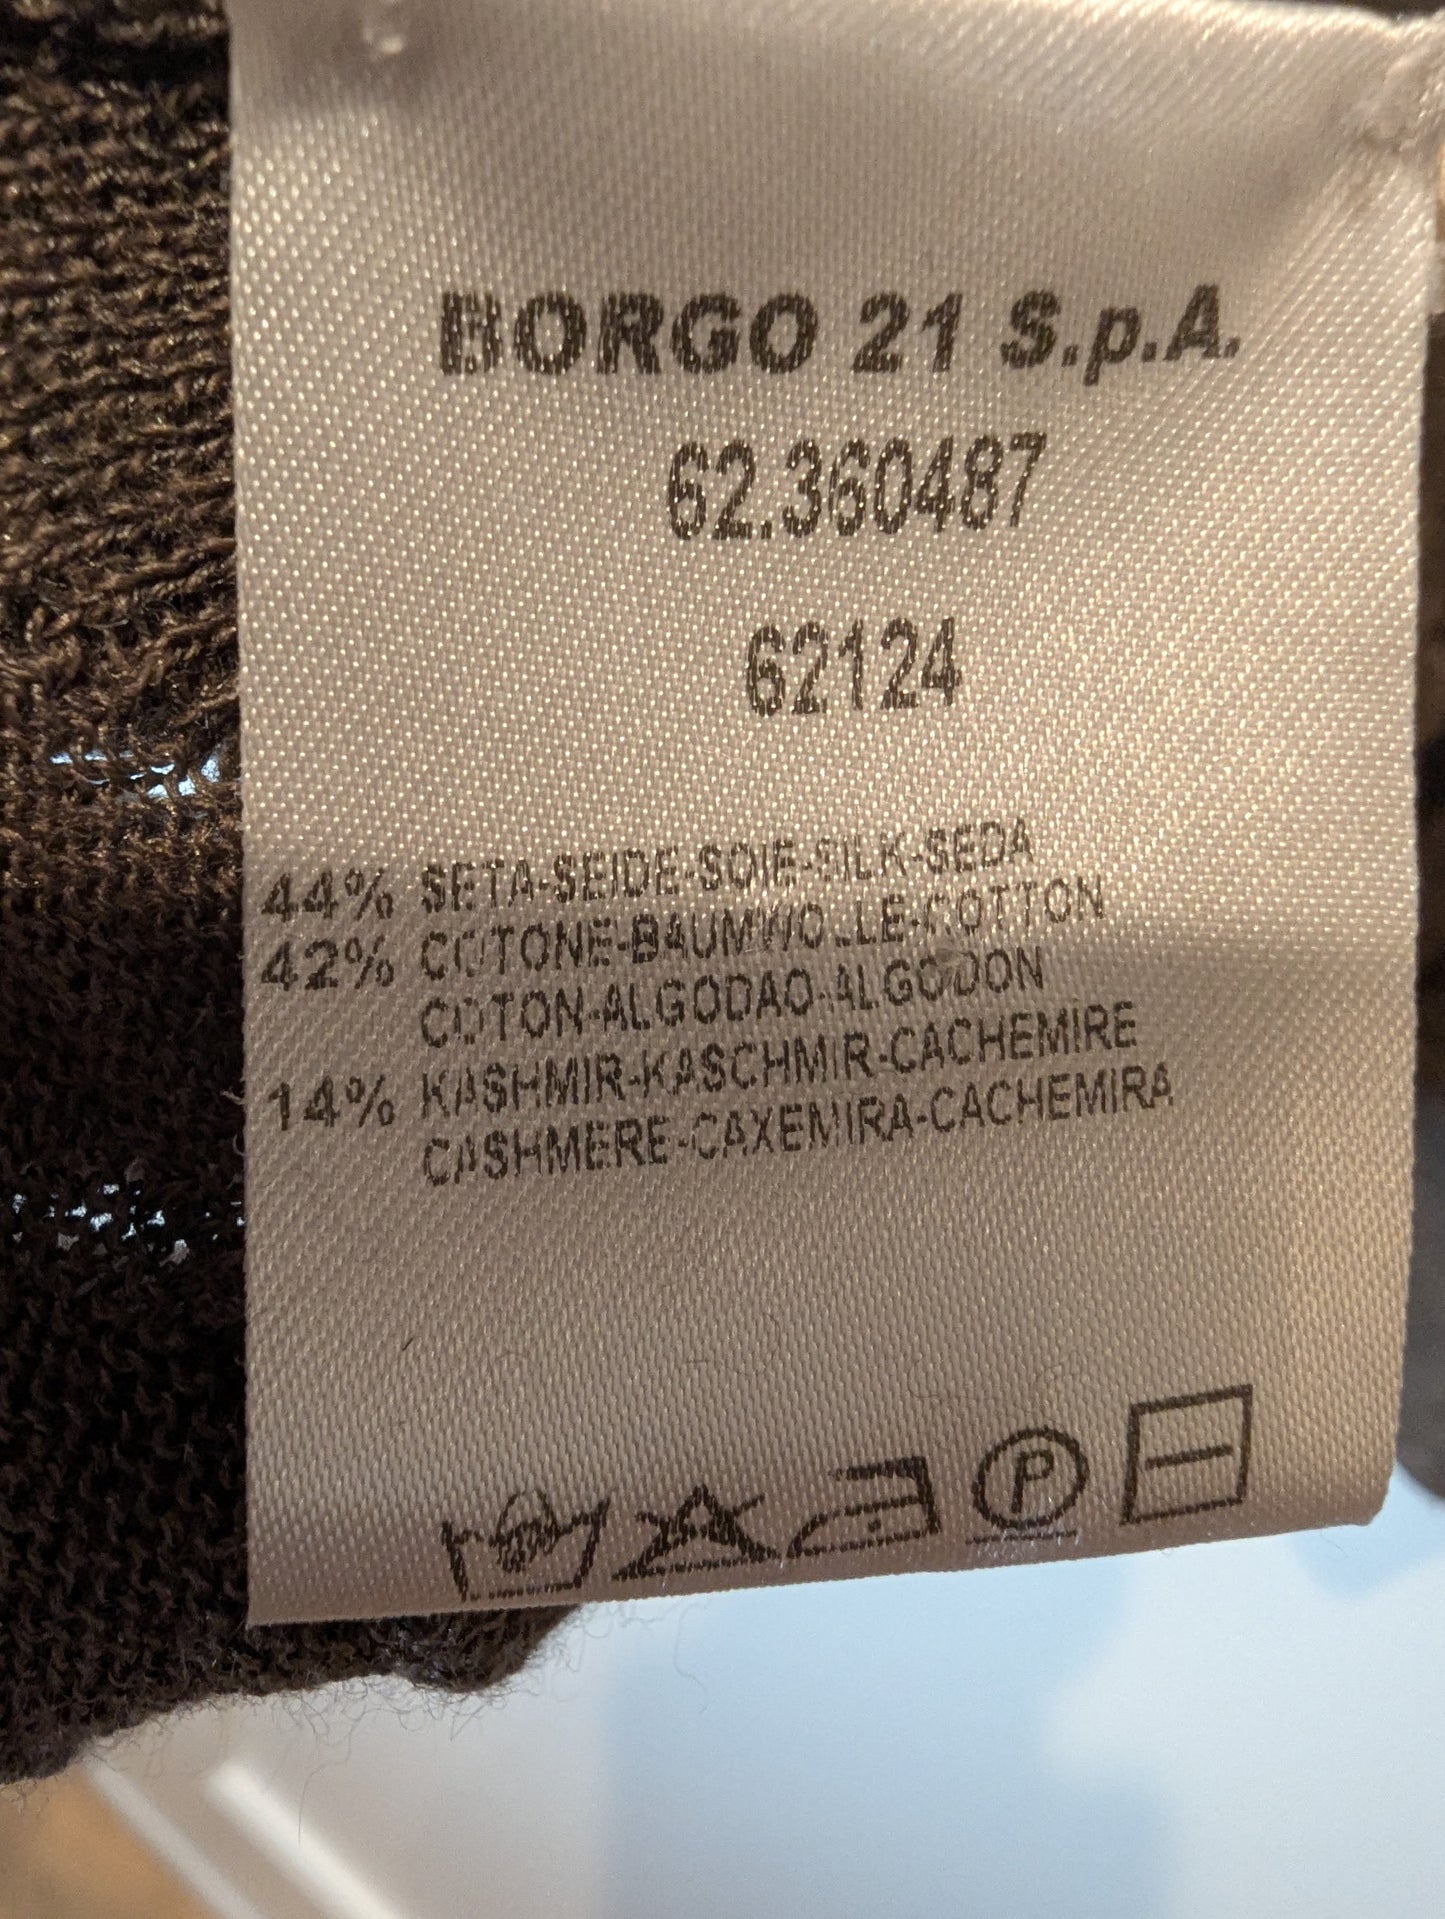 BORGO 21 S.p.A.
62.360487
62124
44% SETA-SEIDE-SOIE-SILK-SEDA
42% COTONE-BAUMWOLLE-COTTON
COTON-ALGODAO-ALGODON
14% KASHMIR-KASCHMIR-CACHEMIRE
CASHMERE-CAXEMIRA-CACHEMIRA
P